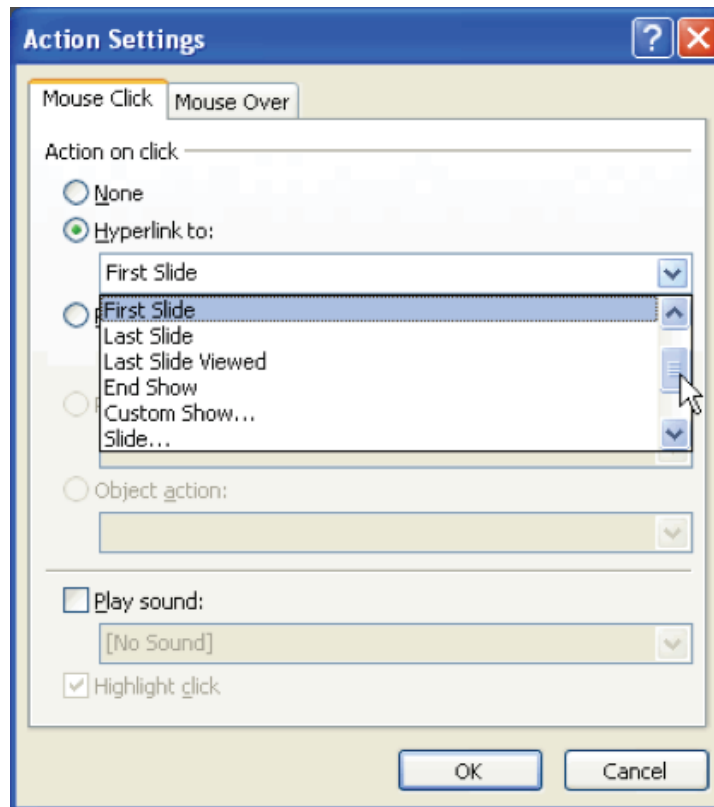 Action Settings
Mouse Click Mouse Over
Action on click
None
Hyperlink to:
First Slide
First Slide
Last Slide
Last Slide Viewed
End Show
Custom Show...
Slide...
Object action:
Play sound:
[No Sound]
Highlight click
OK Cancel